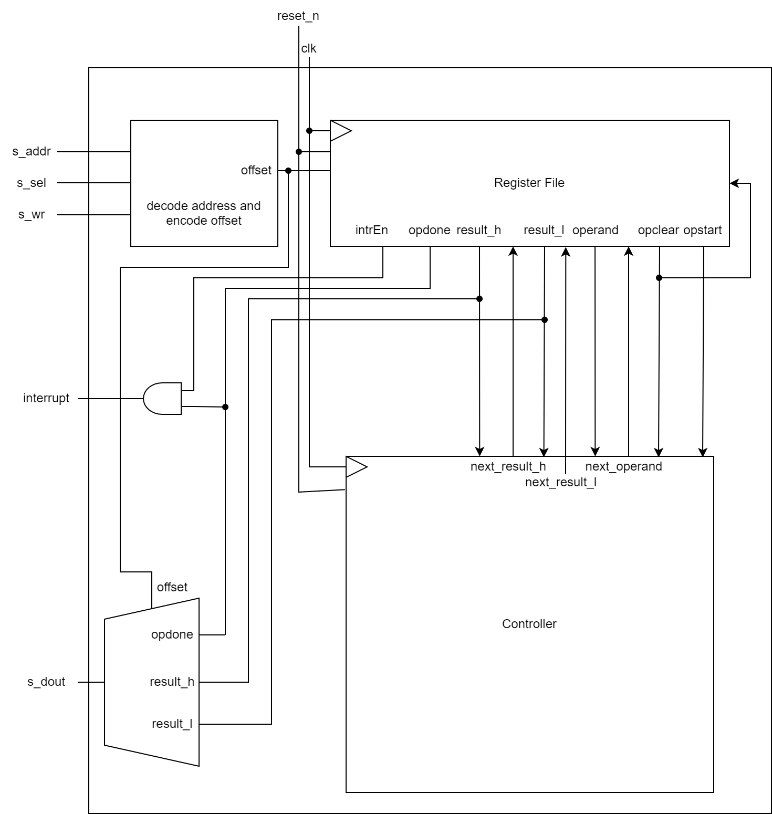 reset_n
clk
s_addr
s_sel
s_wr
offset
decode address and
encode offset
Register File
intrEn
opdone
result_h
result_l
operand
opclear
opstart
interrupt
next_result_h
next_operand
next_result_l
offset
Controller
opdone
s_dout
result_h
result_l